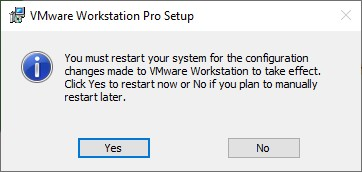 VMware Workstation Pro Setup
You must restart your system for the configuration
changes made to VMware Workstation to take effect.
Click Yes to restart now or No if you plan to manually
restart later.
Yes
No